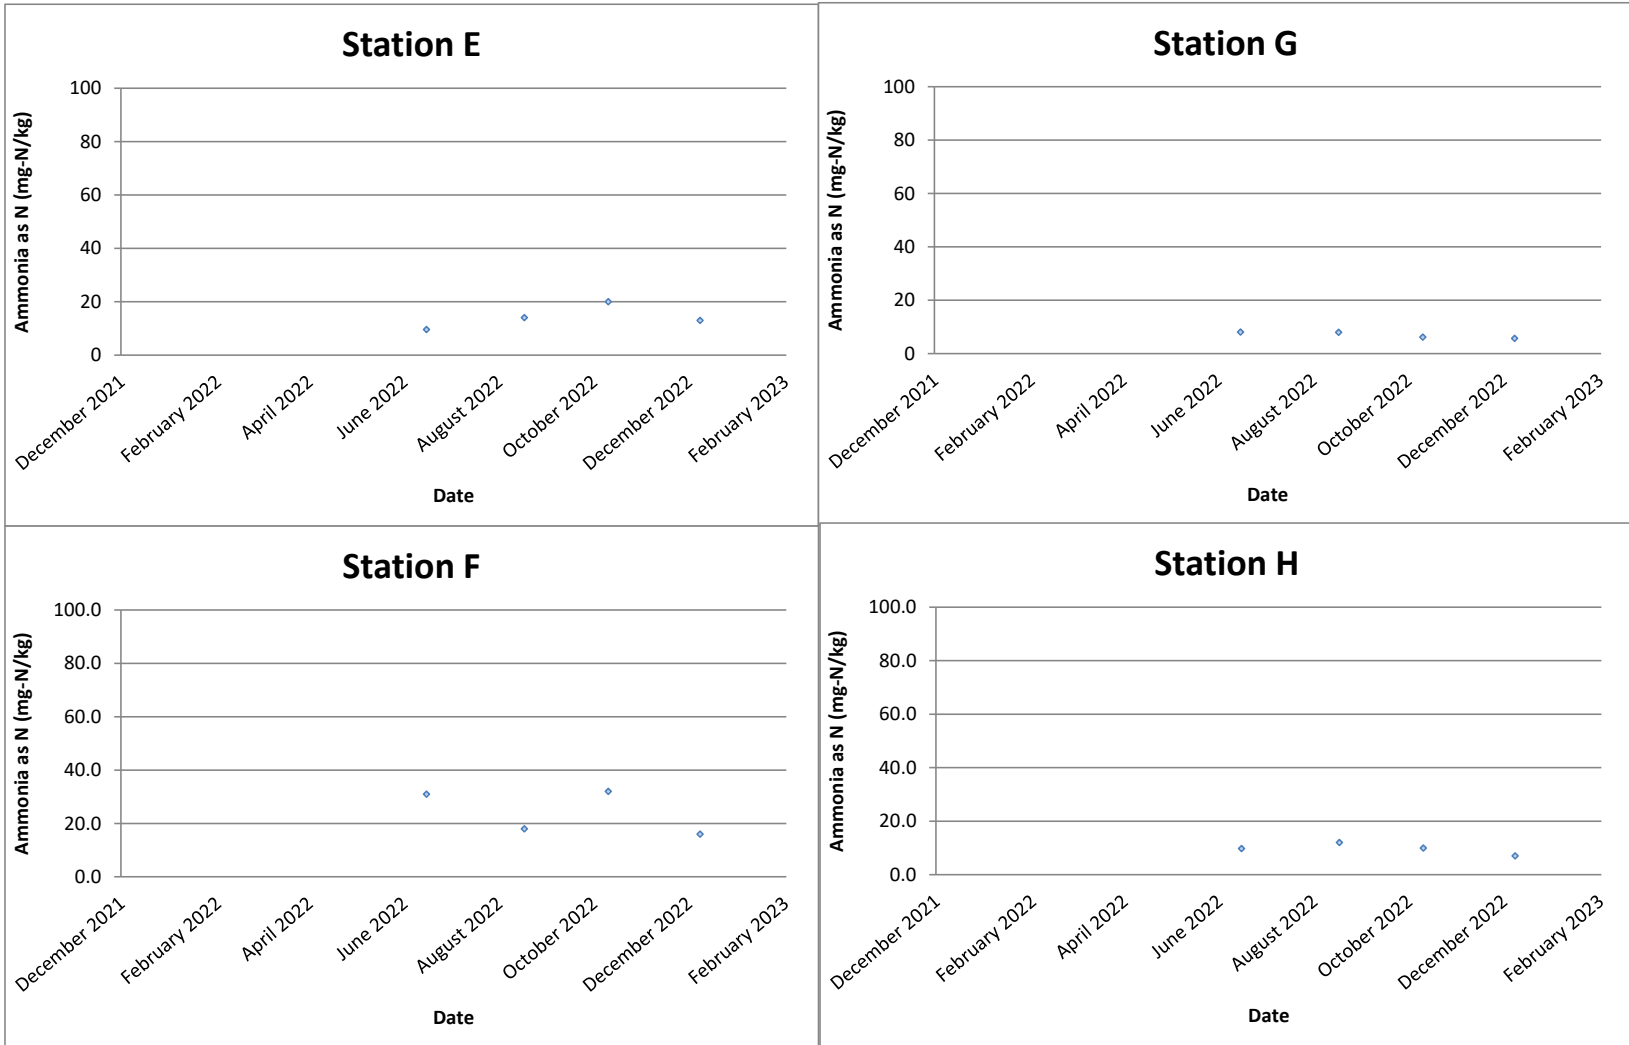 Station E
Ammonia as N (mg-N/kg)
100
80
60
40
20
0
December 2021
February 2022
April 2022
June 2022
August 2022
October 2022
December 2022
February 2023
Date
Station G
Ammonia as N (mg-N/kg)
100
80
60
40
20
0
December 2021
February 2022
April 2022
June 2022
August 2022
October 2022
December 2022
February 2023
Date
Station F
Ammonia as N (mg-N/kg)
100.0
80.0
60.0
40.0
20.0
0.0
December 2021
February 2022
April 2022
June 2022
August 2022
October 2022
December 2022
February 2023
Date
Station H
Ammonia as N (mg-N/kg)
100.0
80.0
60.0
40.0
20.0
0.0
December 2021
February 2022
April 2022
June 2022
August 2022
October 2022
December 2022
February 2023
Date